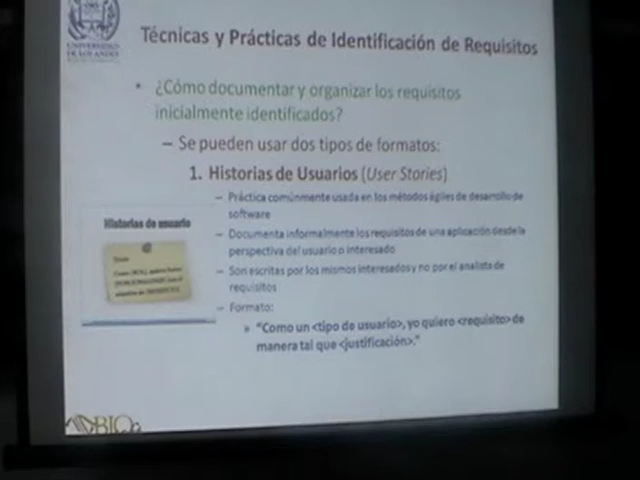 UNIVERSIDAD
DE LOS ANDES
Técnicas y Prácticas de Identificación de Requisitos
• ¿Cómo documentar y organizar los requisitos
inicialmente identificados?
– Se pueden usar dos tipos de formatos:
1. Historias de Usuarios (User Stories)
– Práctica comúnmente usada en los métodos ágiles de desarrollo de
software
– Documenta informalmente los requisitos de una aplicación desde la
perspectiva del usuario o interesado
– Son escritas por los mismos interesados y no por el analista de
requisitos
– Formato:
» "Como un <tipo de usuario>, yo quiero <requisito> de
manera tal que <justificación>."
Historias de usuario